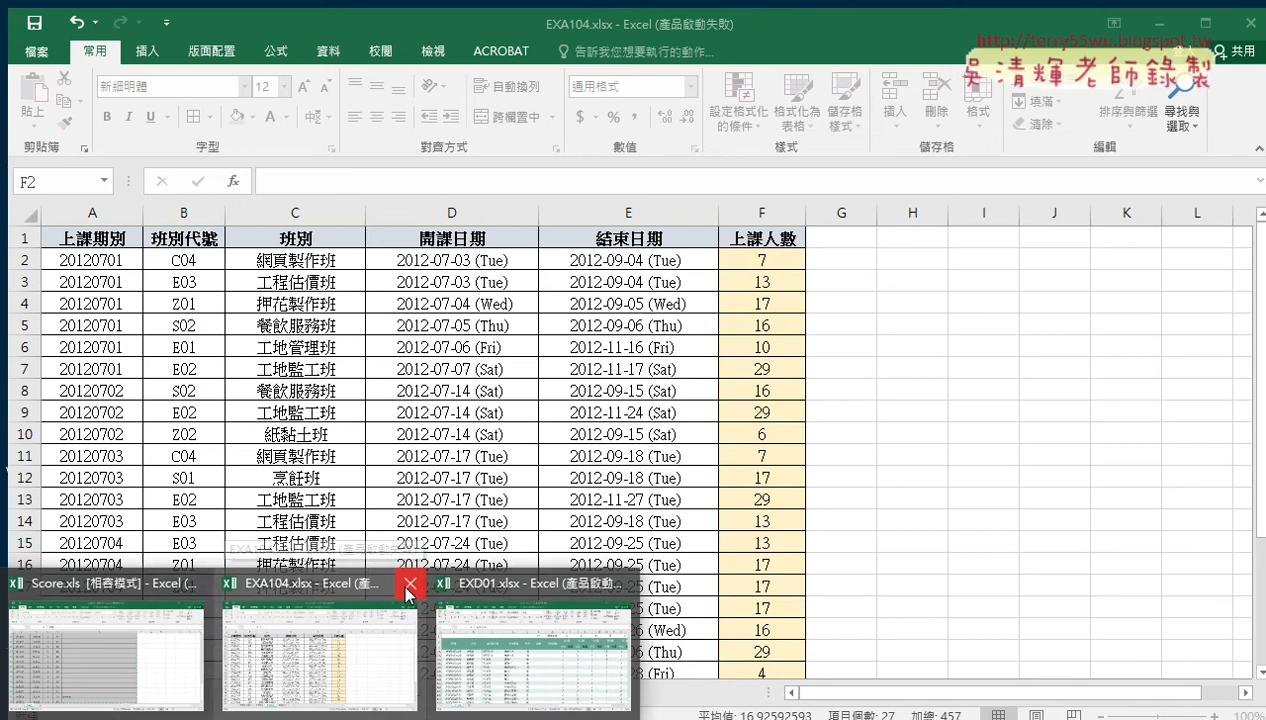 EXA104.xlsx - Excel (產品啟動失敗)
http://terry55wu.blogspot.tw
吳清輝老師錄製
檔案 常用 插入 版面配置 公式 資料 校閱 檢視 ACROBAT 告訴我您想要執行的動作... 共用
貼上 新細明體 12 自動換列 通用格式 設定格式化的條件 格式化為表格 儲存格樣式 插入 刪除 格式 填滿 清除 排序與篩選 尋找與選取
B I U 跨欄置中 $ %
剪貼簿 字型 對齊方式 數值 樣式 儲存格 編輯
F2 fx
A B C D E F G H I J K L
1 上課期別 班別代號 班別 開課日期 結束日期 上課人數
2 20120701 C04 網頁製作班 2012-07-03 (Tue) 2012-09-04 (Tue) 7
3 20120701 E03 工程估價班 2012-07-03 (Tue) 2012-09-04 (Tue) 13
4 20120701 Z01 押花製作班 2012-07-04 (Wed) 2012-09-05 (Wed) 17
5 20120701 S02 餐飲服務班 2012-07-05 (Thu) 2012-09-06 (Thu) 16
6 20120701 E01 工地管理班 2012-07-06 (Fri) 2012-11-16 (Fri) 10
7 20120701 E02 工地監工班 2012-07-07 (Sat) 2012-11-17 (Sat) 29
8 20120702 S02 餐飲服務班 2012-07-14 (Sat) 2012-09-15 (Sat) 16
9 20120702 E02 工地監工班 2012-07-14 (Sat) 2012-11-24 (Sat) 29
10 20120702 Z02 紙黏土班 2012-07-14 (Sat) 2012-09-15 (Sat) 6
11 20120703 C04 網頁製作班 2012-07-17 (Tue) 2012-09-18 (Tue) 7
12 20120703 S01 烹飪班 2012-07-17 (Tue) 2012-09-18 (Tue) 17
13 20120703 E02 工地監工班 2012-07-17 (Tue) 2012-11-27 (Tue) 29
14 20120703 E03 工程估價班 2012-07-17 (Tue) 2012-09-18 (Tue) 13
15 20120704 E03 工程估價班 2012-07-24 (Tue) 2012-09-25 (Tue) 13
16 20120704 Z01 押花製作班 2012-07-24 (Tue) 2012-09-25 (Tue) 17
Score.xls [相容模式] - Excel (... EXA104.xlsx - Excel (產... EXD01.xlsx - Excel (產品啟動... 17
17
(Wed) 16
(Thu) 29
(Fri) 4
平均值: 16.92592593 項目個數: 27 加總: 457 100%